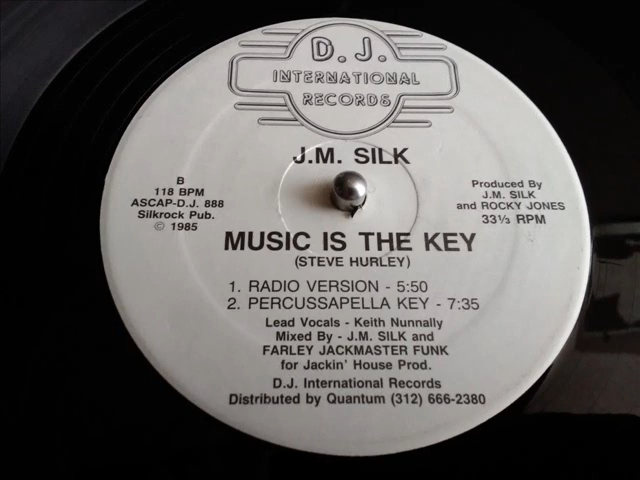 D.J.
INTERNATIONAL
RECORDS
J.M. SILK
B
118 BPM
ASCAP-D.J. 888
Silkrock Pub.
© 1985
Produced By
J.M. SILK
and ROCKY JONES
33⅓ RPM
MUSIC IS THE KEY
(STEVE HURLEY)
1. RADIO VERSION - 5:50
2. PERCUSSAPELLA KEY - 7:35
Lead Vocals - Keith Nunnally
Mixed By - J.M. SILK and
FARLEY JACKMASTER FUNK
for Jackin' House Prod.
D.J. International Records
Distributed by Quantum (312) 666-2380